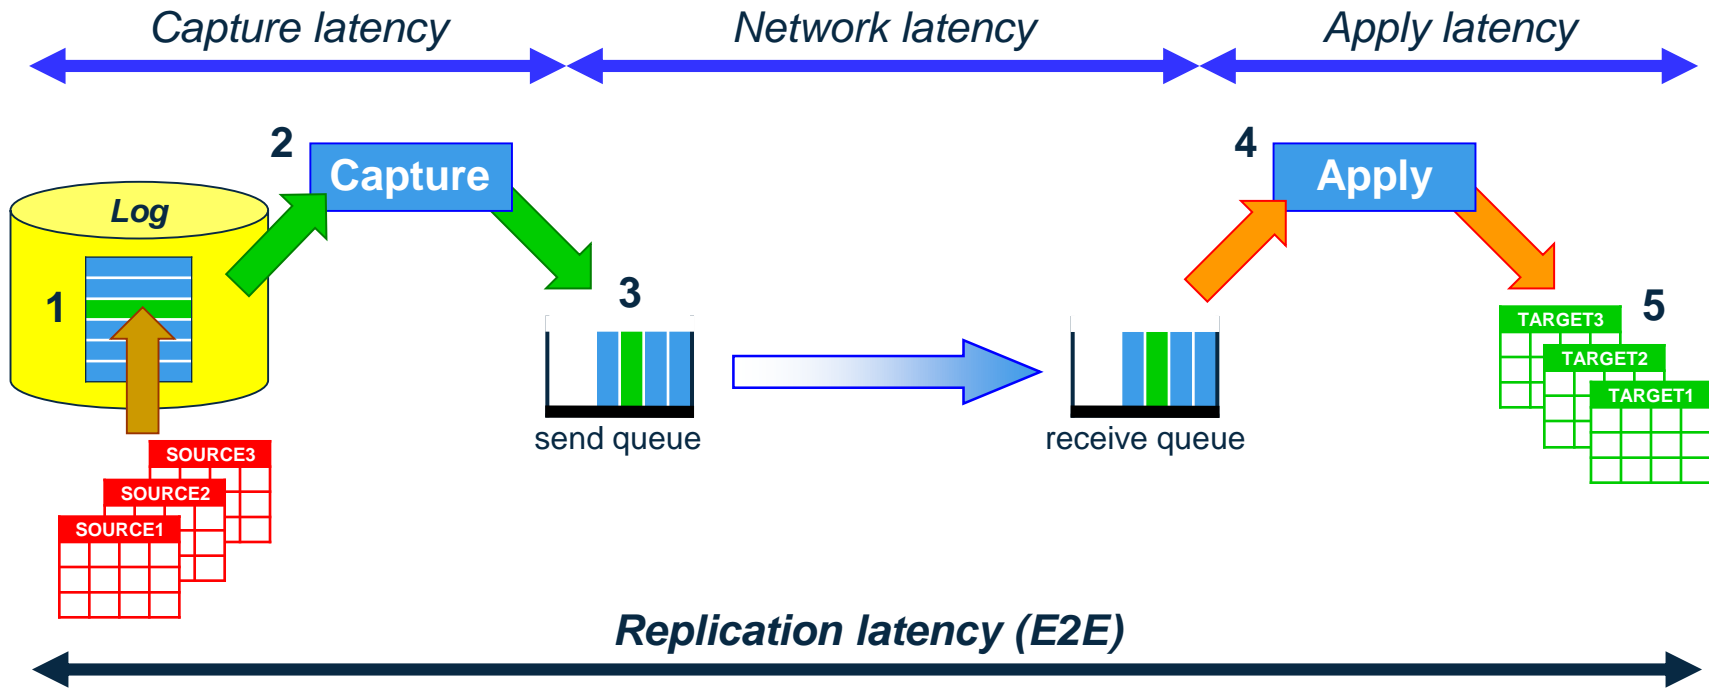 Capture latency
Network latency
Apply latency
2
Capture
4
Apply
Log
1
3
5
TARGET3
TARGET2
TARGET1
send queue
receive queue
SOURCE3
SOURCE2
SOURCE1
Replication latency (E2E)